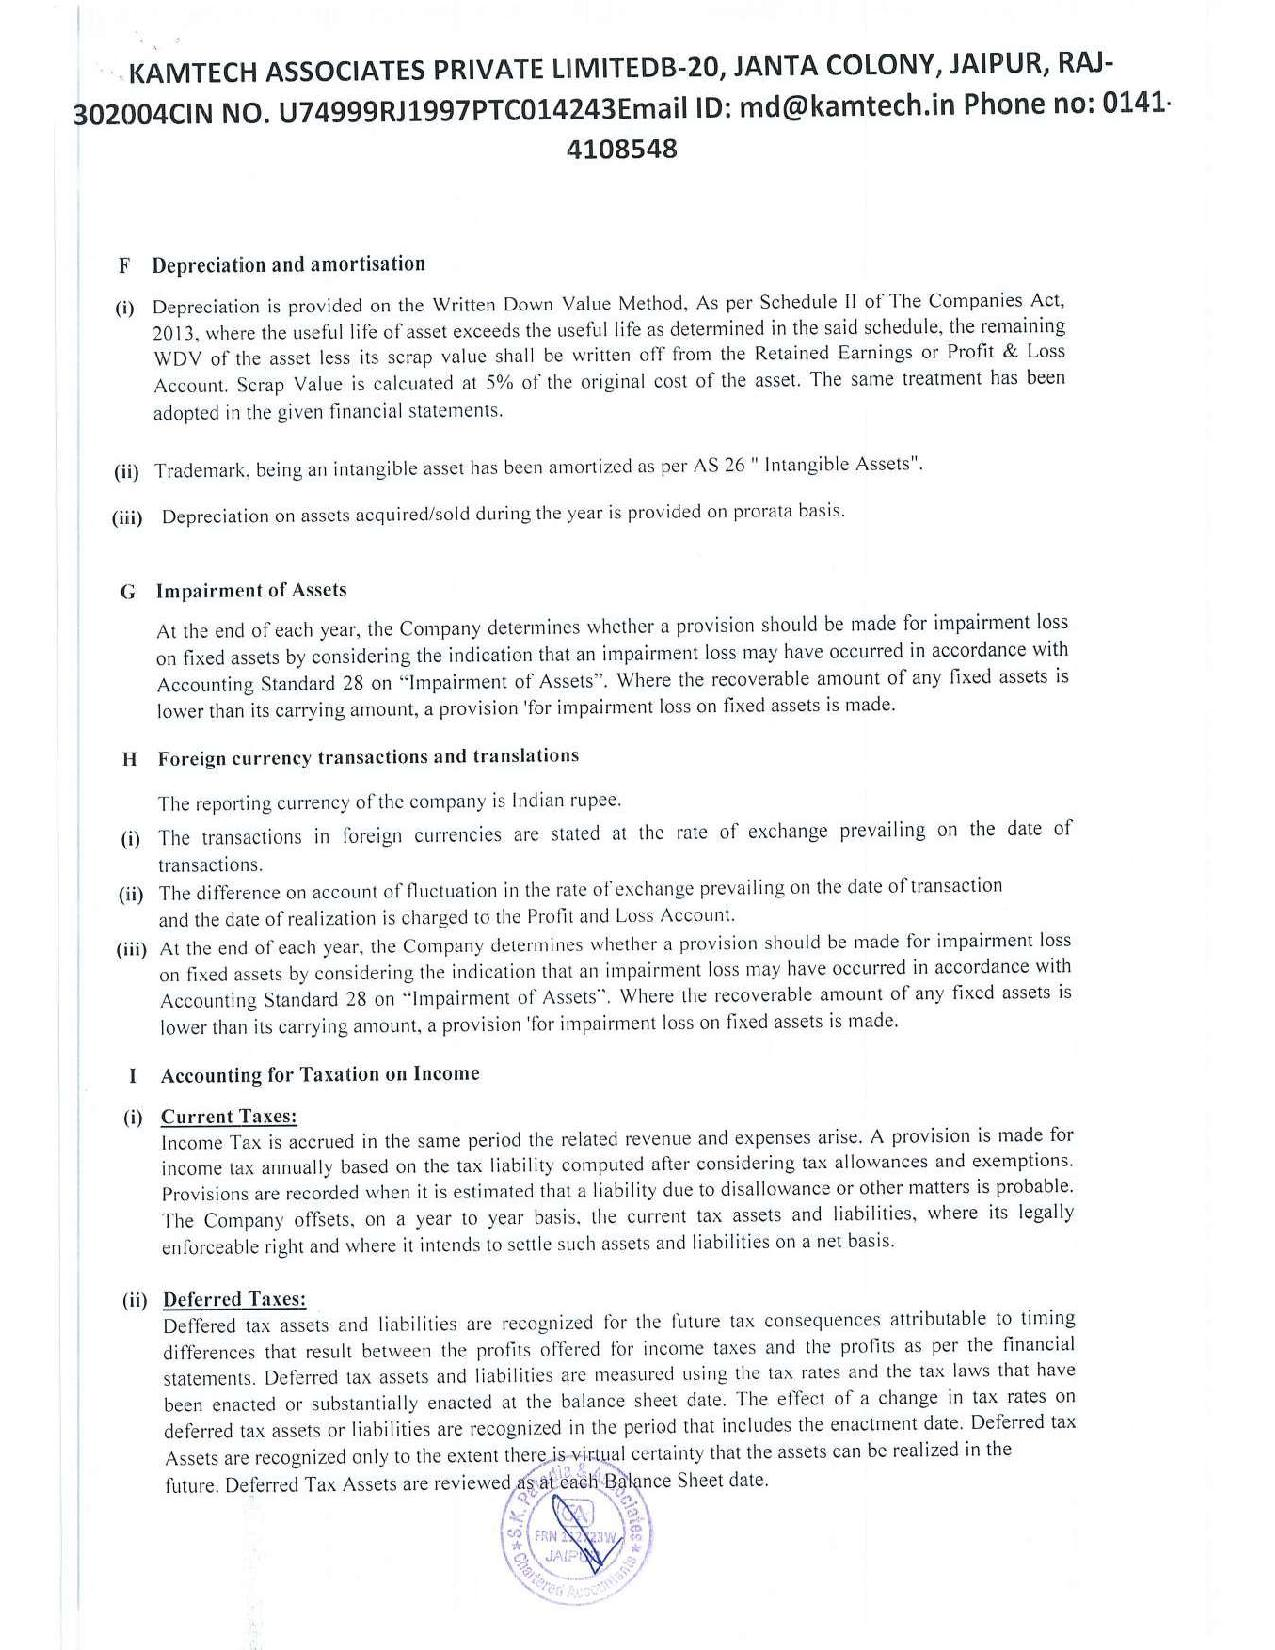 KAMTECH ASSOCIATES PRIVATE LIMITEDB-20, JANTA COLONY, JAIPUR, RAJ-
302004CIN NO. U74999RJ1997PTC014243Email ID: md@kamtech.in Phone no: 0141-
4108548
F Depreciation and amortisation
(i) Depreciation is provided on the Written Down Value Method. As per Schedule II of The Companies Act,
2013, where the useful life of asset exceeds the useful life as determined in the said schedule, the remaining
WDV of the asset less its scrap value shall be written off from the Retained Earnings or Profit & Loss
Account. Scrap Value is calcuated at 5% of the original cost of the asset. The same treatment has been
adopted in the given financial statements.
(ii) Trademark, being an intangible asset has been amortized as per AS 26 " Intangible Assets".
(iii) Depreciation on assets acquired/sold during the year is provided on prorata basis.
G Impairment of Assets
At the end of each year, the Company determines whether a provision should be made for impairment loss
on fixed assets by considering the indication that an impairment loss may have occurred in accordance with
Accounting Standard 28 on “Impairment of Assets”. Where the recoverable amount of any fixed assets is
lower than its carrying amount, a provision 'for impairment loss on fixed assets is made.
H Foreign currency transactions and translations
The reporting currency of the company is Indian rupee.
(i) The transactions in foreign currencies are stated at the rate of exchange prevailing on the date of
transactions.
(ii) The difference on account of fluctuation in the rate of exchange prevailing on the date of transaction
and the date of realization is charged to the Profit and Loss Account.
(iii) At the end of each year, the Company determines whether a provision should be made for impairment loss
on fixed assets by considering the indication that an impairment loss may have occurred in accordance with
Accounting Standard 28 on “Impairment of Assets”. Where the recoverable amount of any fixed assets is
lower than its carrying amount, a provision 'for impairment loss on fixed assets is made.
I Accounting for Taxation on Income
(i) Current Taxes:
Income Tax is accrued in the same period the related revenue and expenses arise. A provision is made for
income tax annually based on the tax liability computed after considering tax allowances and exemptions.
Provisions are recorded when it is estimated that a liability due to disallowance or other matters is probable.
The Company offsets, on a year to year basis, the current tax assets and liabilities, where its legally
enforceable right and where it intends to settle such assets and liabilities on a net basis.
(ii) Deferred Taxes:
Deffered tax assets and liabilities are recognized for the future tax consequences attributable to timing
differences that result between the profits offered for income taxes and the profits as per the financial
statements. Deferred tax assets and liabilities are measured using the tax rates and the tax laws that have
been enacted or substantially enacted at the balance sheet date. The effect of a change in tax rates on
deferred tax assets or liabilities are recognized in the period that includes the enactment date. Deferred tax
Assets are recognized only to the extent there is virtual certainty that the assets can be realized in the
future. Deferred Tax Assets are reviewed as at each Balance Sheet date.
S.K. & Associates
CA
FRN
JAIPUR
Chartered Accountants